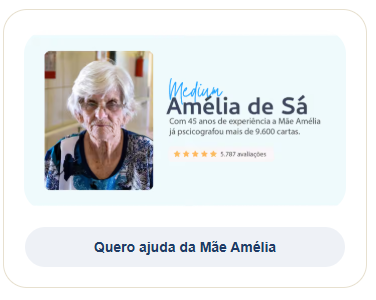 Medium
Amélia de Sá
Com 45 anos de experiência a Mãe Amélia
já pscicografou mais de 9.600 cartas.
5.787 avaliações
Quero ajuda da Mãe Amélia